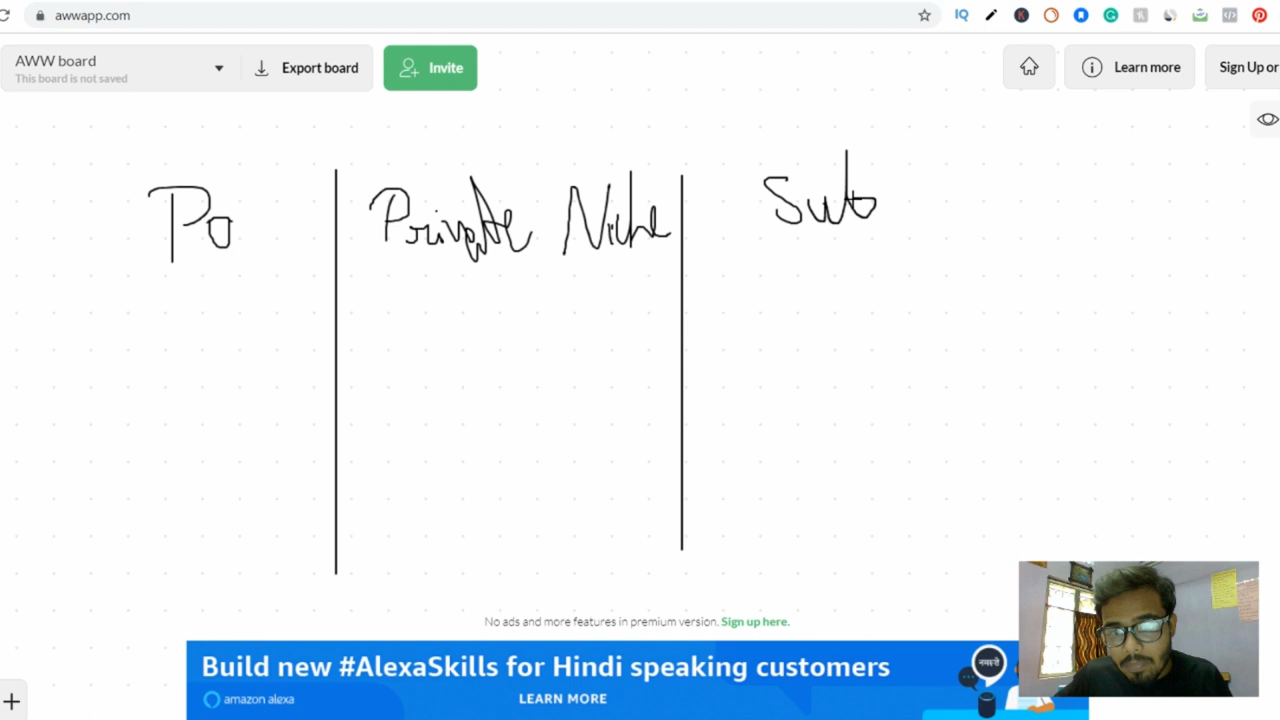 awwapp.com
IQ
AWW board
This board is not saved
Export board
Invite
Learn more
Sign Up or
Po
Private Niche
Sub
No ads and more features in premium version. Sign up here.
Build new #AlexaSkills for Hindi speaking customers
amazon alexa
LEARN MORE
नमस्ते